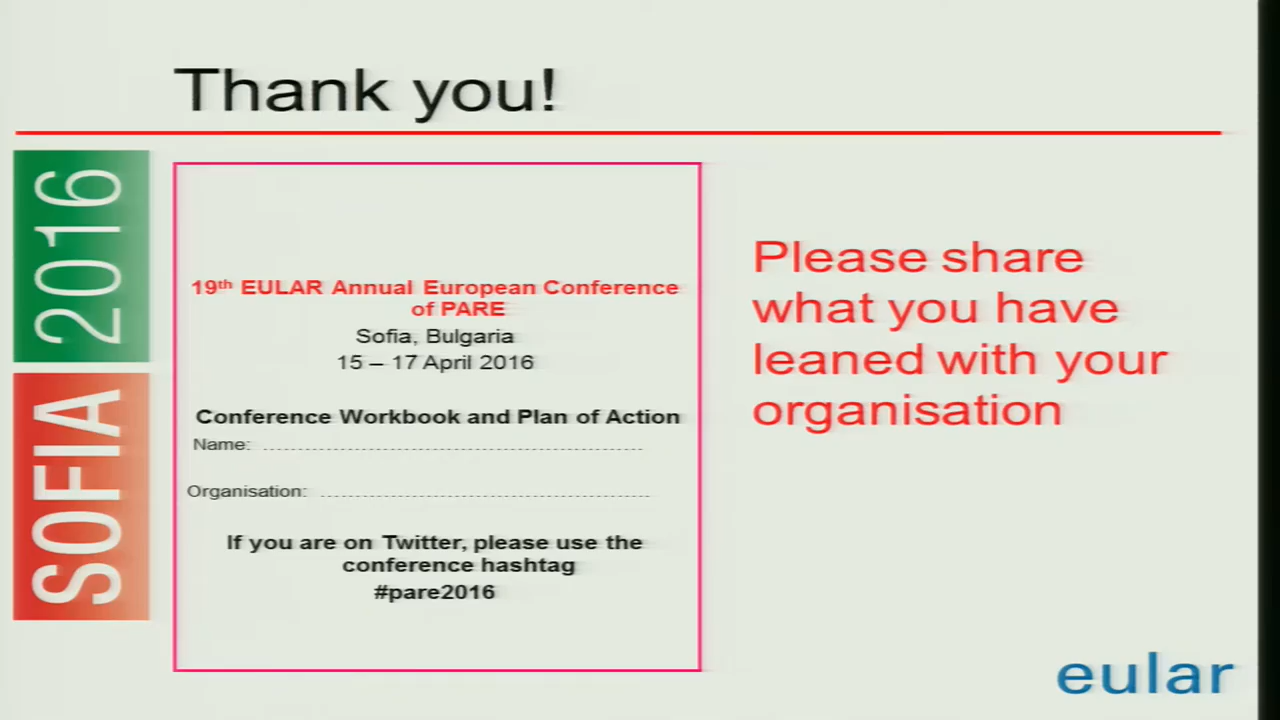 Thank you!
SOFIA 2016
19th EULAR Annual European Conference
of PARE
Sofia, Bulgaria
15 – 17 April 2016
Conference Workbook and Plan of Action
Name:
Organisation:
If you are on Twitter, please use the
conference hashtag
#pare2016
Please share
what you have
leaned with your
organisation
eular